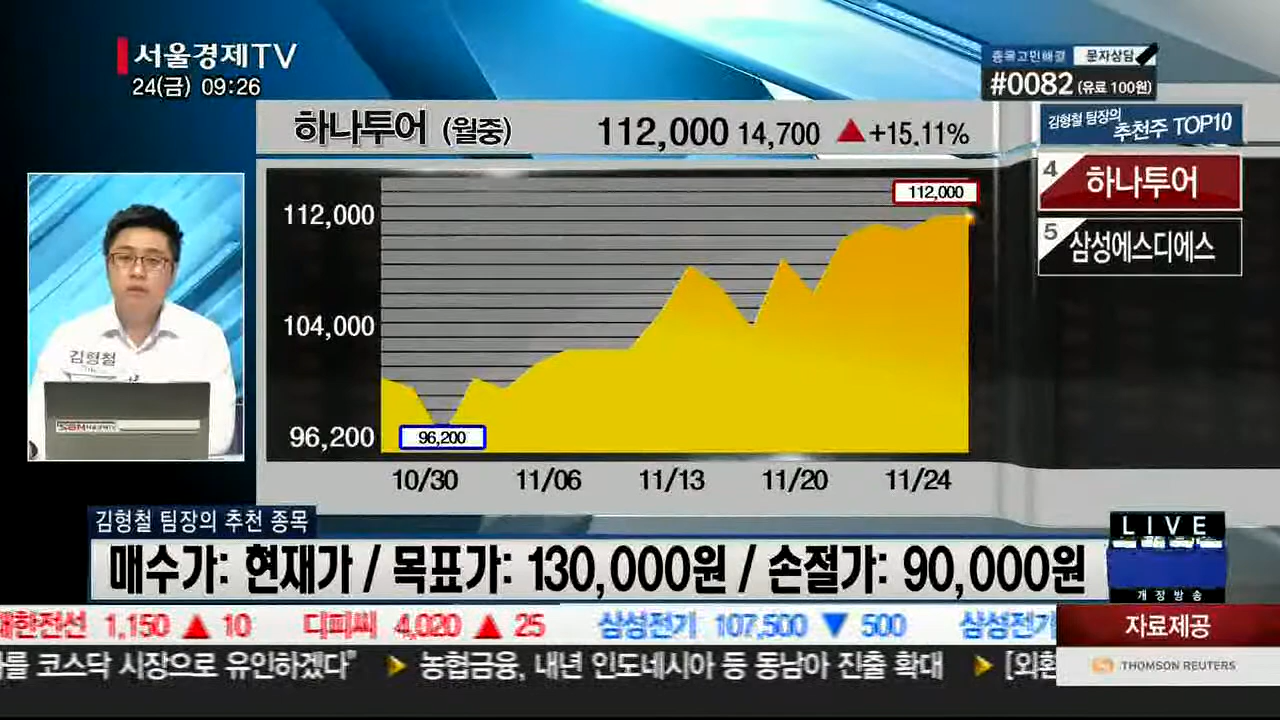 서울경제TV
24(금) 09:26
종목고민해결 문자상담
#0082 (유료 100원)
하나투어 (월중) 112,000 14,700 ▲+15.11%
김형철 팀장의
추천주 TOP10
4 하나투어
5 삼성에스디에스
112,000
112,000
104,000
96,200
96,200
10/30 11/06 11/13 11/20 11/24
김형철
김형철 팀장의 추천 종목
매수가: 현재가 / 목표가: 130,000원 / 손절가: 90,000원
LIVE
개장방송
대한전선 1,150 ▲ 10 디피씨 4,020 ▲ 25 삼성전기 107,500 ▼ 500 삼성전기
자료제공
를 코스닥 시장으로 유인하겠다" ▶ 농협금융, 내년 인도네시아 등 동남아 진출 확대 ▶ [외환
THOMSON REUTERS